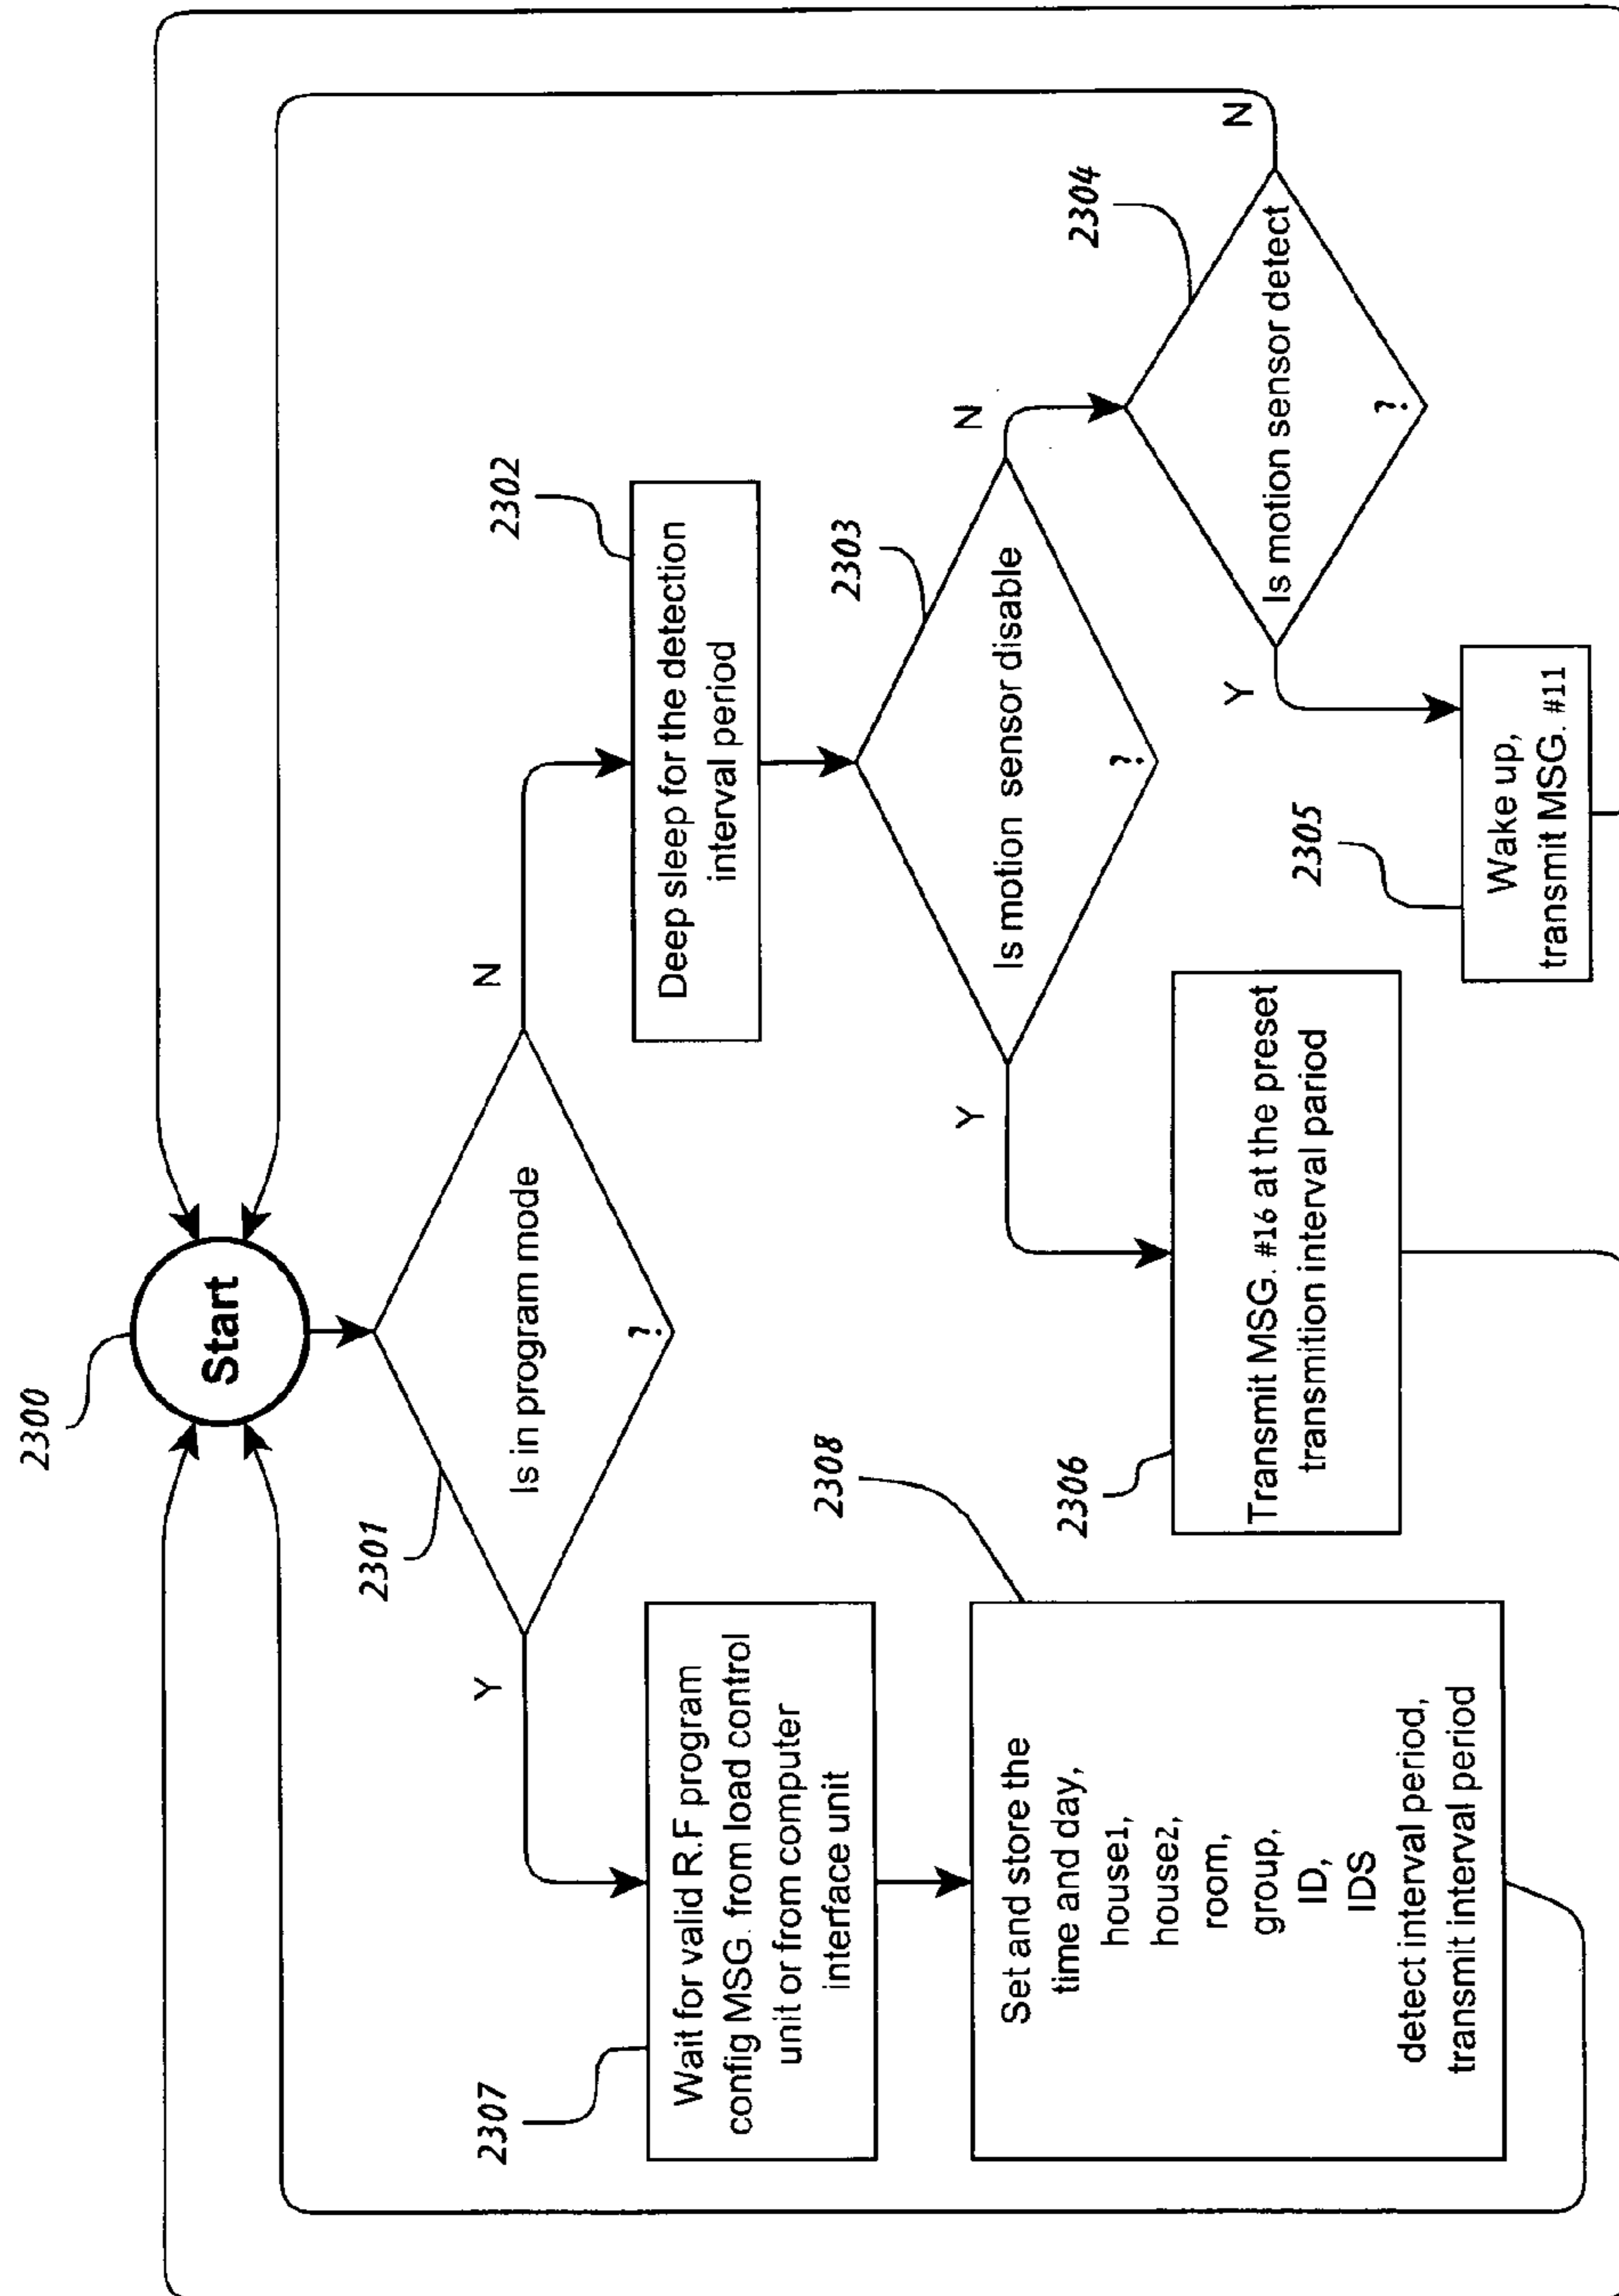 2300
Start
2301
Is in program mode
?
Y
N
2302
Deep sleep for the detection
interval period
2303
Is motion sensor disable
?
Y
N
2304
Is motion sensor detect
?
Y
N
2305
Wake up,
transmit MSG. #11
2306
Transmit MSG. #16 at the preset
transmition interval pariod
2307
Wait for valid R.F program
config MSG. from load control
unit or from computer
interface unit
2308
Set and store the
time and day,
house1,
house2,
room,
group,
ID,
IDS
detect interval period,
transmit interval period